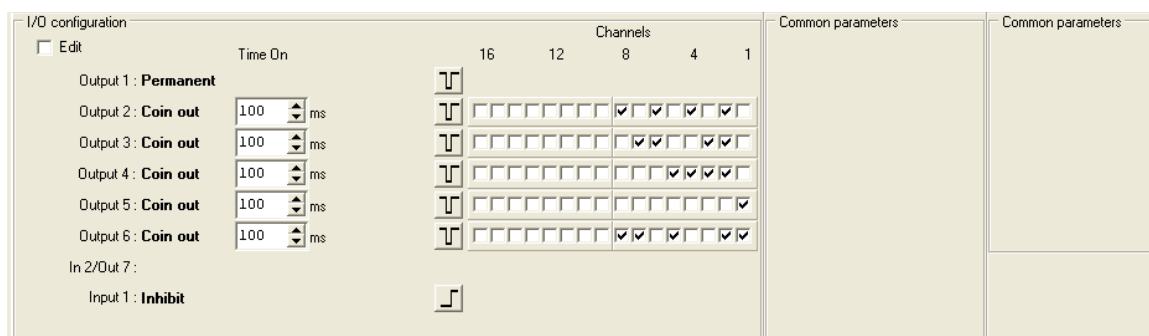 I/O configuration
Common parameters
Common parameters
Channels
Edit
Time On
16 12 8 4 1
Output 1 : Permanent
Output 2 : Coin out 100 ms
Output 3 : Coin out 100 ms
Output 4 : Coin out 100 ms
Output 5 : Coin out 100 ms
Output 6 : Coin out 100 ms
In 2/Out 7 :
Input 1 : Inhibit